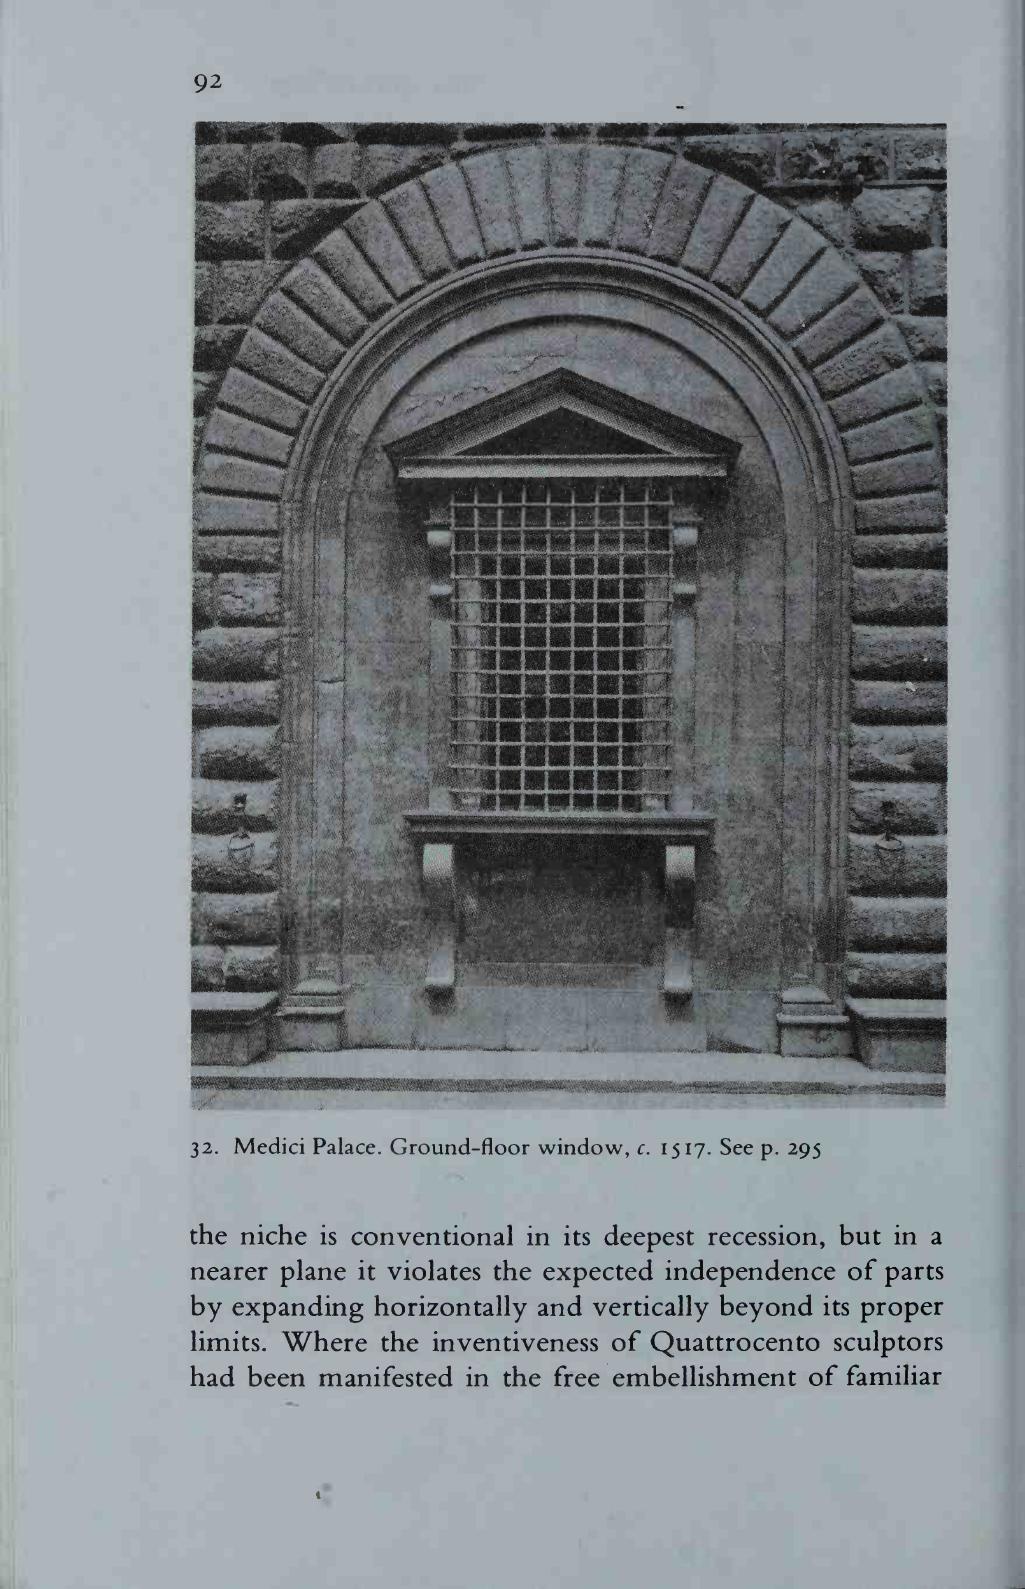 92
32. Medici Palace. Ground-floor window, c. 1517. See p. 295
the niche is conventional in its deepest recession, but in a
nearer plane it violates the expected independence of parts
by expanding horizontally and vertically beyond its proper
limits. Where the inventiveness of Quattrocento sculptors
had been manifested in the free embellishment of familiar